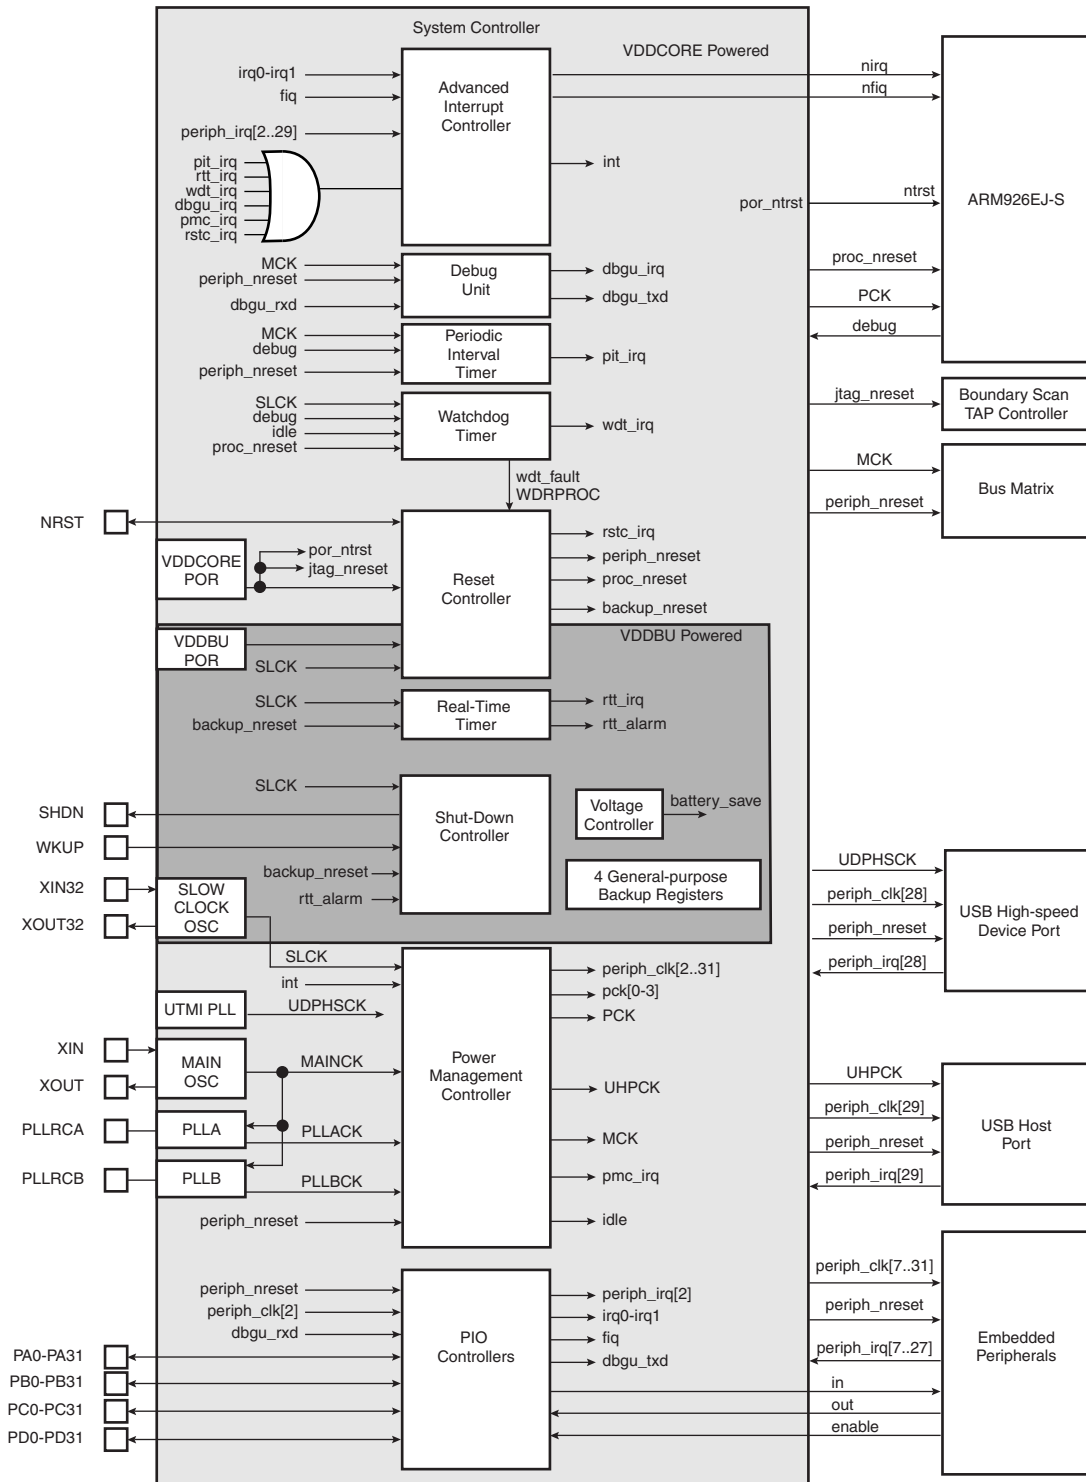 System Controller
VDDCORE Powered
irq0-irq1
fiq
periph_irq[2..29]
pit_irq
rtt_irq
wdt_irq
dbgu_irq
pmc_irq
rstc_irq
Advanced
Interrupt
Controller
int
nirq
nfiq
por_ntrst
ntrst
ARM926EJ-S
proc_nreset
PCK
debug
MCK
periph_nreset
dbgu_rxd
Debug
Unit
dbgu_irq
dbgu_txd
MCK
debug
periph_nreset
Periodic
Interval
Timer
pit_irq
SLCK
debug
idle
proc_nreset
Watchdog
Timer
wdt_irq
jtag_nreset
Boundary Scan
TAP Controller
MCK
periph_nreset
Bus Matrix
wdt_fault
WDRPROC
NRST
VDDCORE
POR
por_ntrst
jtag_nreset
Reset
Controller
rstc_irq
periph_nreset
proc_nreset
backup_nreset
VDDBU Powered
VDDBU
POR
SLCK
SLCK
backup_nreset
Real-Time
Timer
rtt_irq
rtt_alarm
SLCK
SHDN
WKUP
backup_nreset
rtt_alarm
Shut-Down
Controller
Voltage
Controller
battery_save
4 General-purpose
Backup Registers
XIN32
XOUT32
SLOW
CLOCK
OSC
UDPHSCK
periph_clk[28]
periph_nreset
periph_irq[28]
USB High-speed
Device Port
SLCK
int
UTMI PLL
UDPHSCK
XIN
XOUT
MAIN
OSC
MAINCK
PLLRCA
PLLA
PLLACK
PLLRCB
PLLB
PLLBCK
periph_nreset
Power
Management
Controller
periph_clk[2..31]
pck[0-3]
PCK
UHPCK
MCK
pmc_irq
idle
UHPCK
periph_clk[29]
periph_nreset
periph_irq[29]
USB Host
Port
periph_nreset
periph_clk[2]
dbgu_rxd
PA0-PA31
PB0-PB31
PC0-PC31
PD0-PD31
PIO
Controllers
periph_irq[2]
irq0-irq1
fiq
dbgu_txd
periph_clk[7..31]
periph_nreset
periph_irq[7..27]
in
out
enable
Embedded
Peripherals